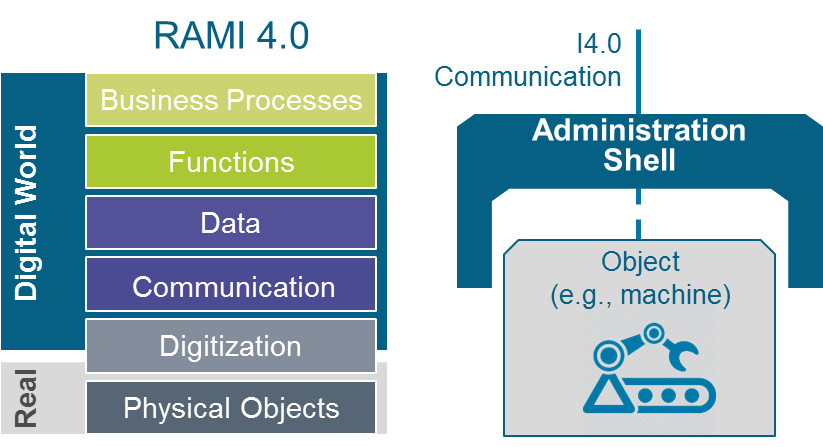 RAMI 4.0
Digital World
Business Processes
Functions
Data
Communication
Digitization
Real
Physical Objects
I4.0
Communication
Administration
Shell
Object
(e.g., machine)